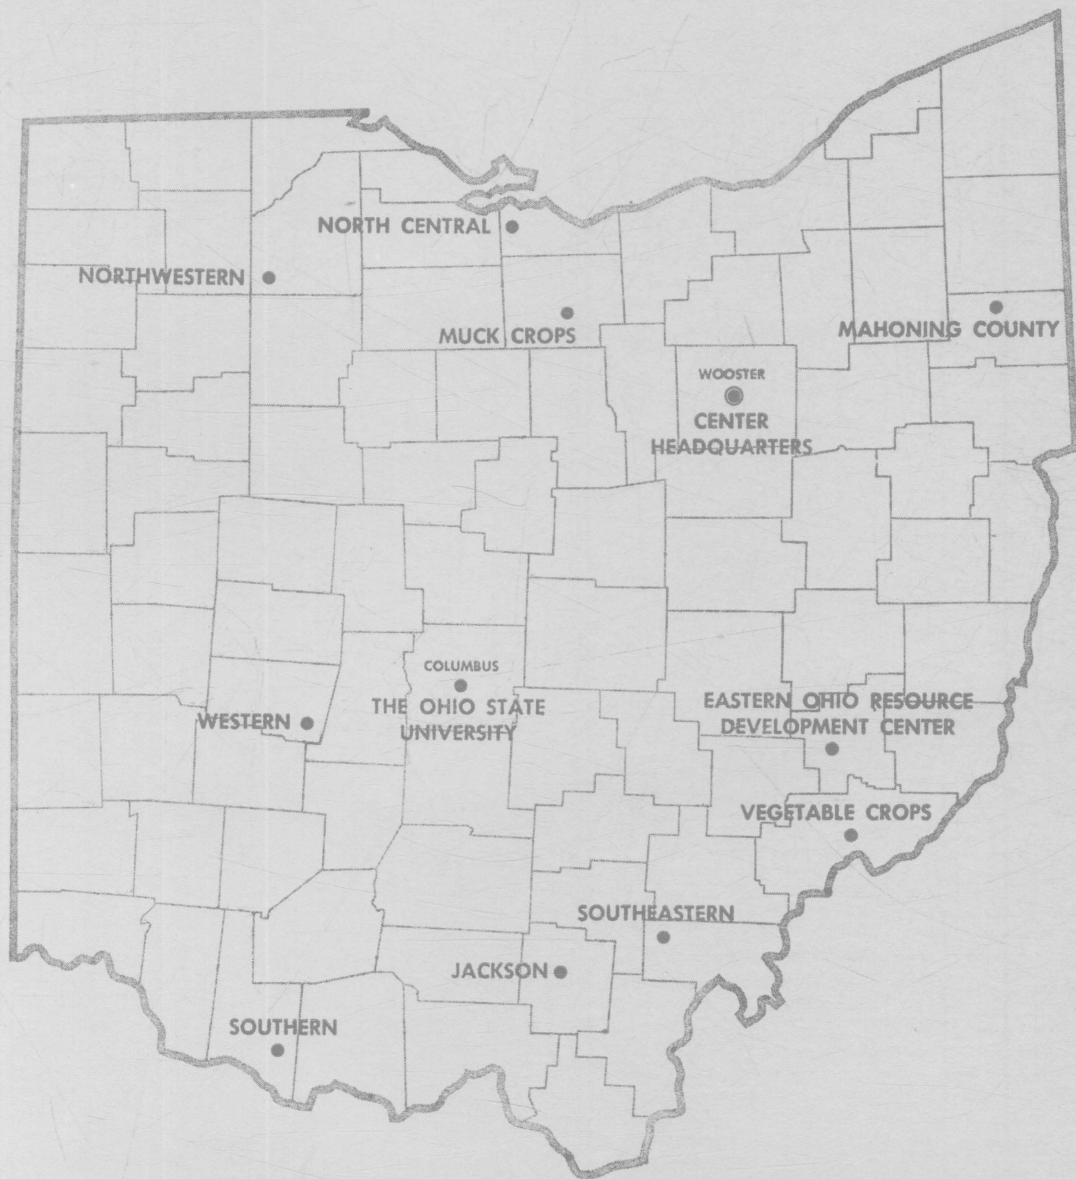 NORTH CENTRAL
NORTHWESTERN
MUCK CROPS
MAHONING COUNTY
WOOSTER
CENTER
HEADQUARTERS
COLUMBUS
THE OHIO STATE
UNIVERSITY
WESTERN
EASTERN OHIO RESOURCE
DEVELOPMENT CENTER
VEGETABLE CROPS
SOUTHEASTERN
JACKSON
SOUTHERN